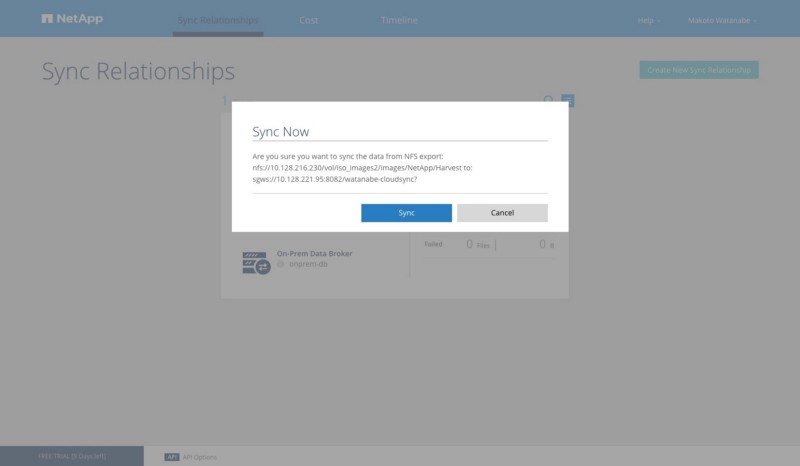 NetApp
Sync Relationships
Cost
Timeline
Help
Makoto Watanabe
Sync Relationships
Create New Sync Relationship
1
Sync Now
Are you sure you want to sync the data from NFS export:
nfs://10.128.216.230/vol/iso_images2/images/NetApp/Harvest to:
sgws://10.128.221.95:8082/watanabe-cloudsync?
Sync
Cancel
Failed 0 Files 0 B
On-Prem Data Broker
onprem-db
FREE TRIAL [5 Days left]
API API Options